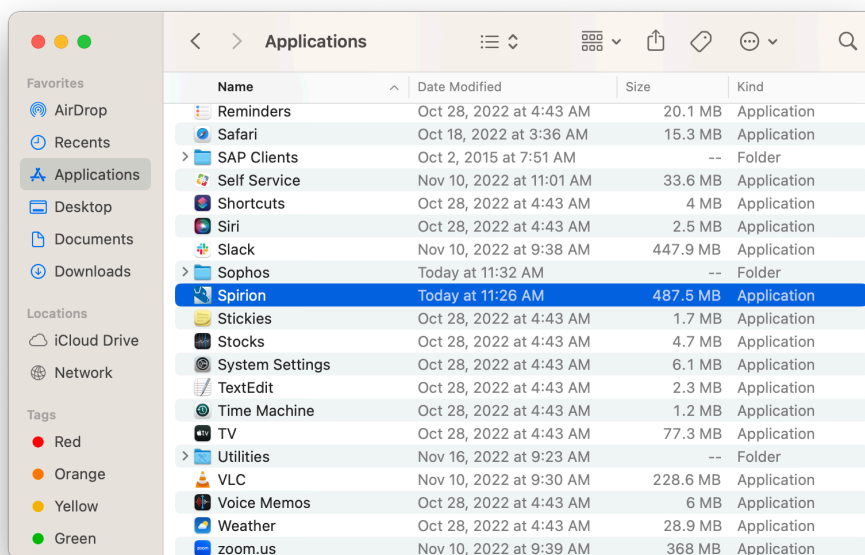 Applications
Favorites
AirDrop
Recents
Applications
Desktop
Documents
Downloads
Locations
iCloud Drive
Network
Tags
Red
Orange
Yellow
Green
Name Date Modified Size Kind
Reminders Oct 28, 2022 at 4:43 AM 20.1 MB Application
Safari Oct 18, 2022 at 3:36 AM 15.3 MB Application
SAP Clients Oct 2, 2015 at 7:51 AM -- Folder
Self Service Nov 10, 2022 at 11:01 AM 33.6 MB Application
Shortcuts Oct 28, 2022 at 4:43 AM 4 MB Application
Siri Oct 28, 2022 at 4:43 AM 2.5 MB Application
Slack Nov 10, 2022 at 9:38 AM 447.9 MB Application
Sophos Today at 11:32 AM -- Folder
Spirion Today at 11:26 AM 487.5 MB Application
Stickies Oct 28, 2022 at 4:43 AM 1.7 MB Application
Stocks Oct 28, 2022 at 4:43 AM 4.7 MB Application
System Settings Oct 28, 2022 at 4:43 AM 6.1 MB Application
TextEdit Oct 28, 2022 at 4:43 AM 2.3 MB Application
Time Machine Oct 28, 2022 at 4:43 AM 1.2 MB Application
TV Oct 28, 2022 at 4:43 AM 77.3 MB Application
Utilities Nov 16, 2022 at 9:23 AM -- Folder
VLC Nov 10, 2022 at 9:30 AM 228.6 MB Application
Voice Memos Oct 28, 2022 at 4:43 AM 6 MB Application
Weather Oct 28, 2022 at 4:43 AM 28.9 MB Application
zoom.us Nov 10, 2022 at 9:39 AM 368 MB Application